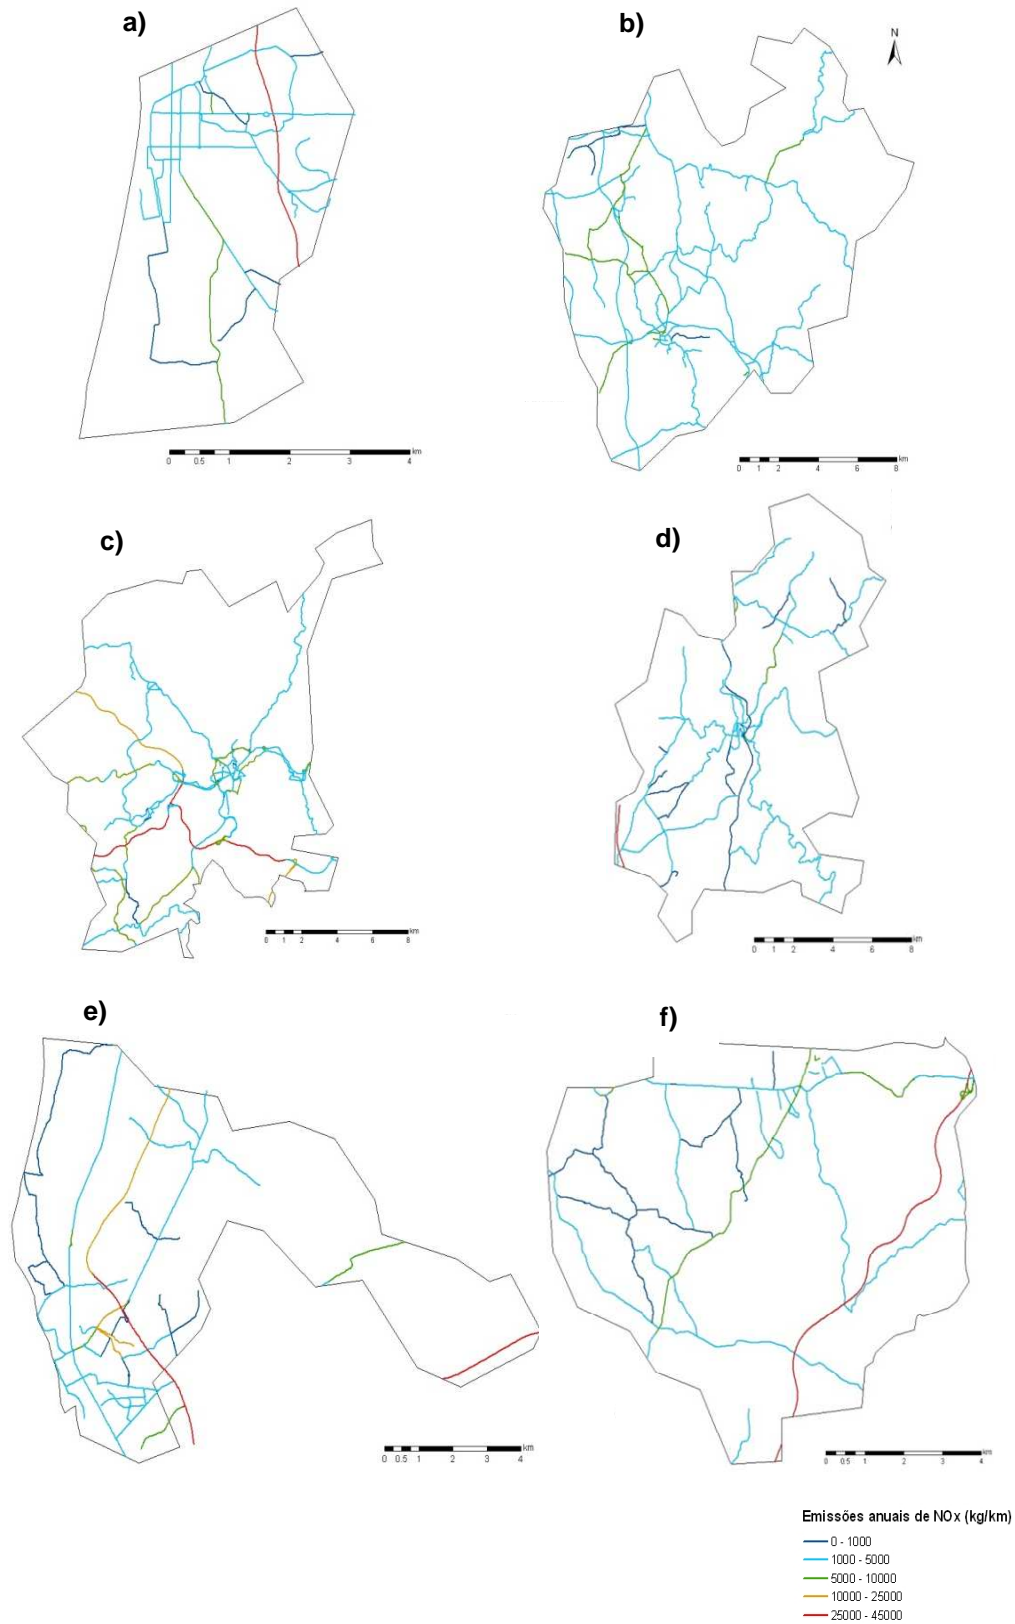 a)
b)
N
km
0 0.5 1 2 3 4
km
0 1 2 4 6 8
c)
d)
km
0 1 2 4 6 8
km
0 1 2 4 6 8
e)
f)
km
0 0.5 1 2 3 4
km
0 0.5 1 2 3 4
Emissões anuais de NOx (kg/km)
0 - 1000
1000 - 5000
5000 - 10000
10000 - 25000
25000 - 45000